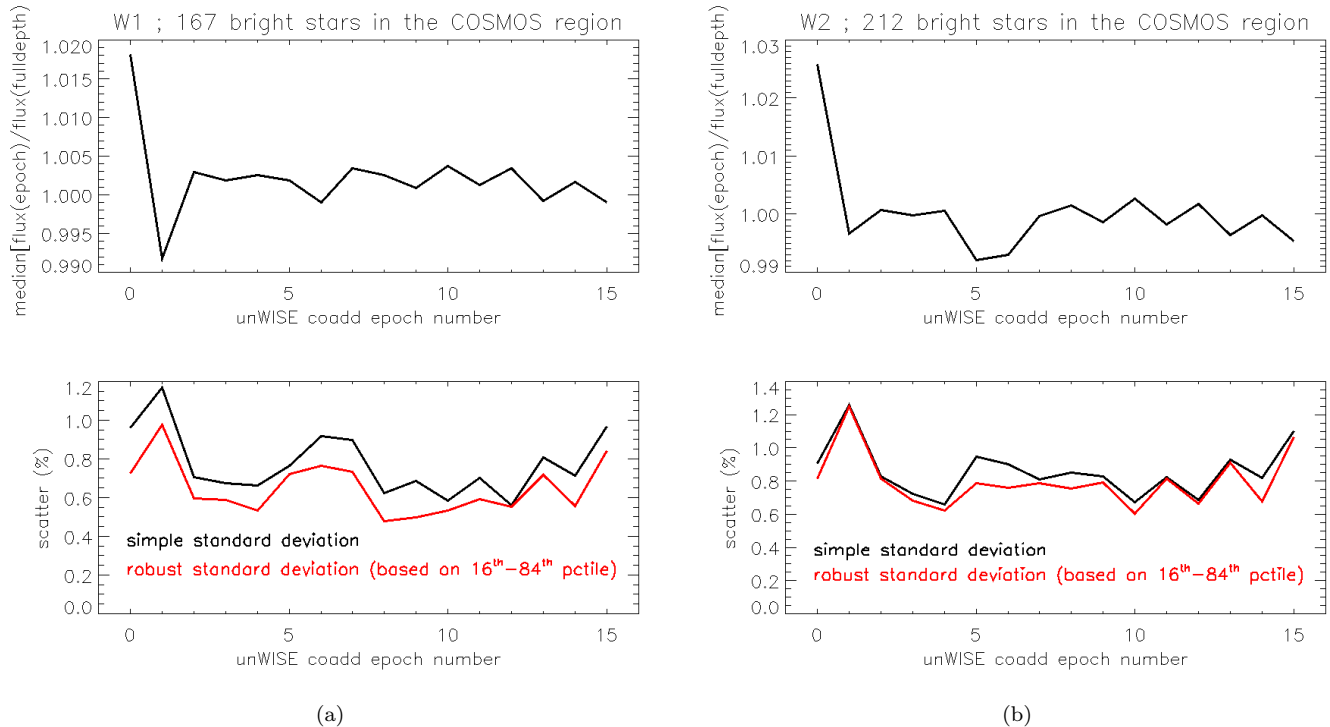 W1 ; 167 bright stars in the COSMOS region
median[flux(epoch)/flux(fulldepth)
1.020
1.015
1.010
1.005
1.000
0.995
0.990
0 5 10 15
unWISE coadd epoch number
scatter (%)
1.2
1.0
0.8
0.6
0.4
0.2
0.0
simple standard deviation
robust standard deviation (based on 16th-84th pctile)
0 5 10 15
unWISE coadd epoch number
(a)
W2 ; 212 bright stars in the COSMOS region
median[flux(epoch)/flux(fulldepth)
1.03
1.02
1.01
1.00
0.99
0 5 10 15
unWISE coadd epoch number
scatter (%)
1.4
1.2
1.0
0.8
0.6
0.4
0.2
0.0
simple standard deviation
robust standard deviation (based on 16th-84th pctile)
0 5 10 15
unWISE coadd epoch number
(b)